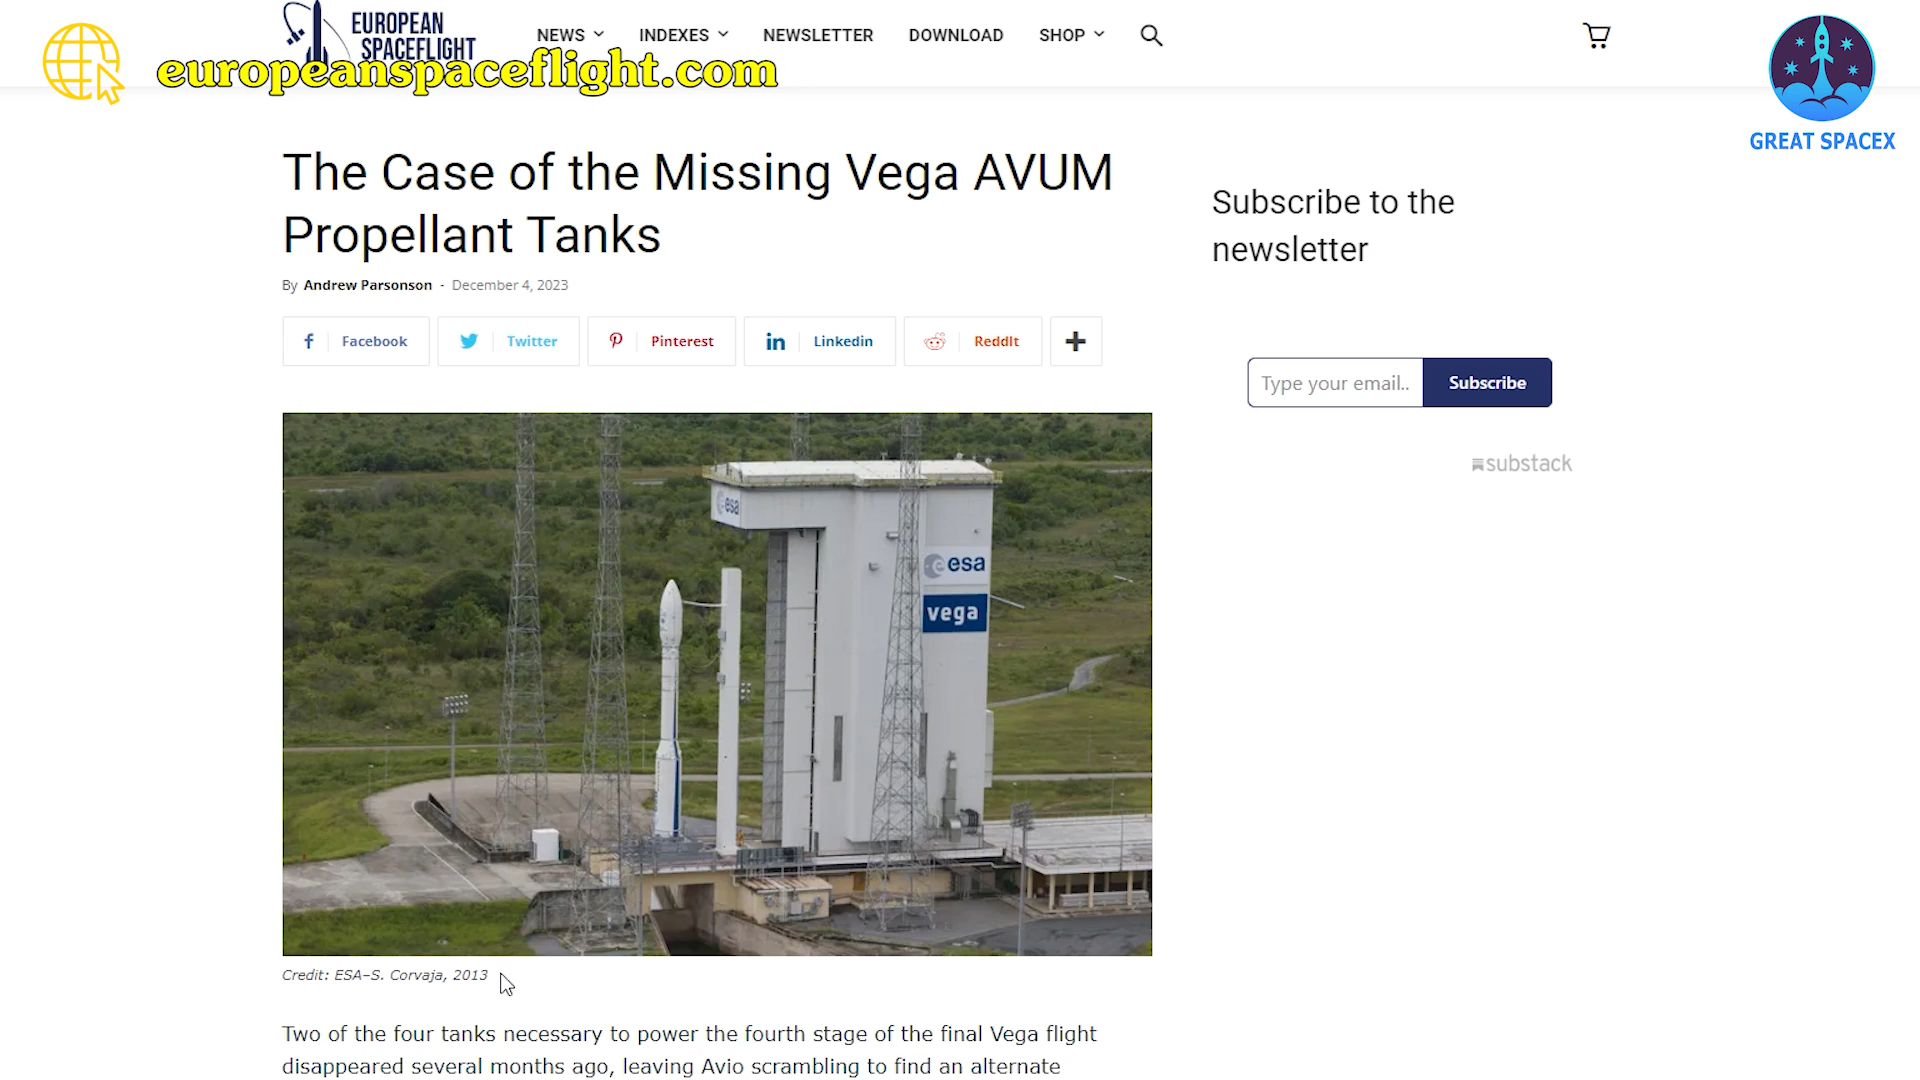 EUROPEAN
SPACEFLIGHT
NEWS
INDEXES
NEWSLETTER
DOWNLOAD
SHOP
europeanspaceflight.com
GREAT SPACEX
The Case of the Missing Vega AVUM
Propellant Tanks
By Andrew Parsonson - December 4, 2023
Facebook
Twitter
Pinterest
Linkedin
ReddIt
Subscribe to the
newsletter
Type your email..
Subscribe
substack
esa
esa
vega
Credit: ESA–S. Corvaja, 2013
Two of the four tanks necessary to power the fourth stage of the final Vega flight
disappeared several months ago, leaving Avio scrambling to find an alternate